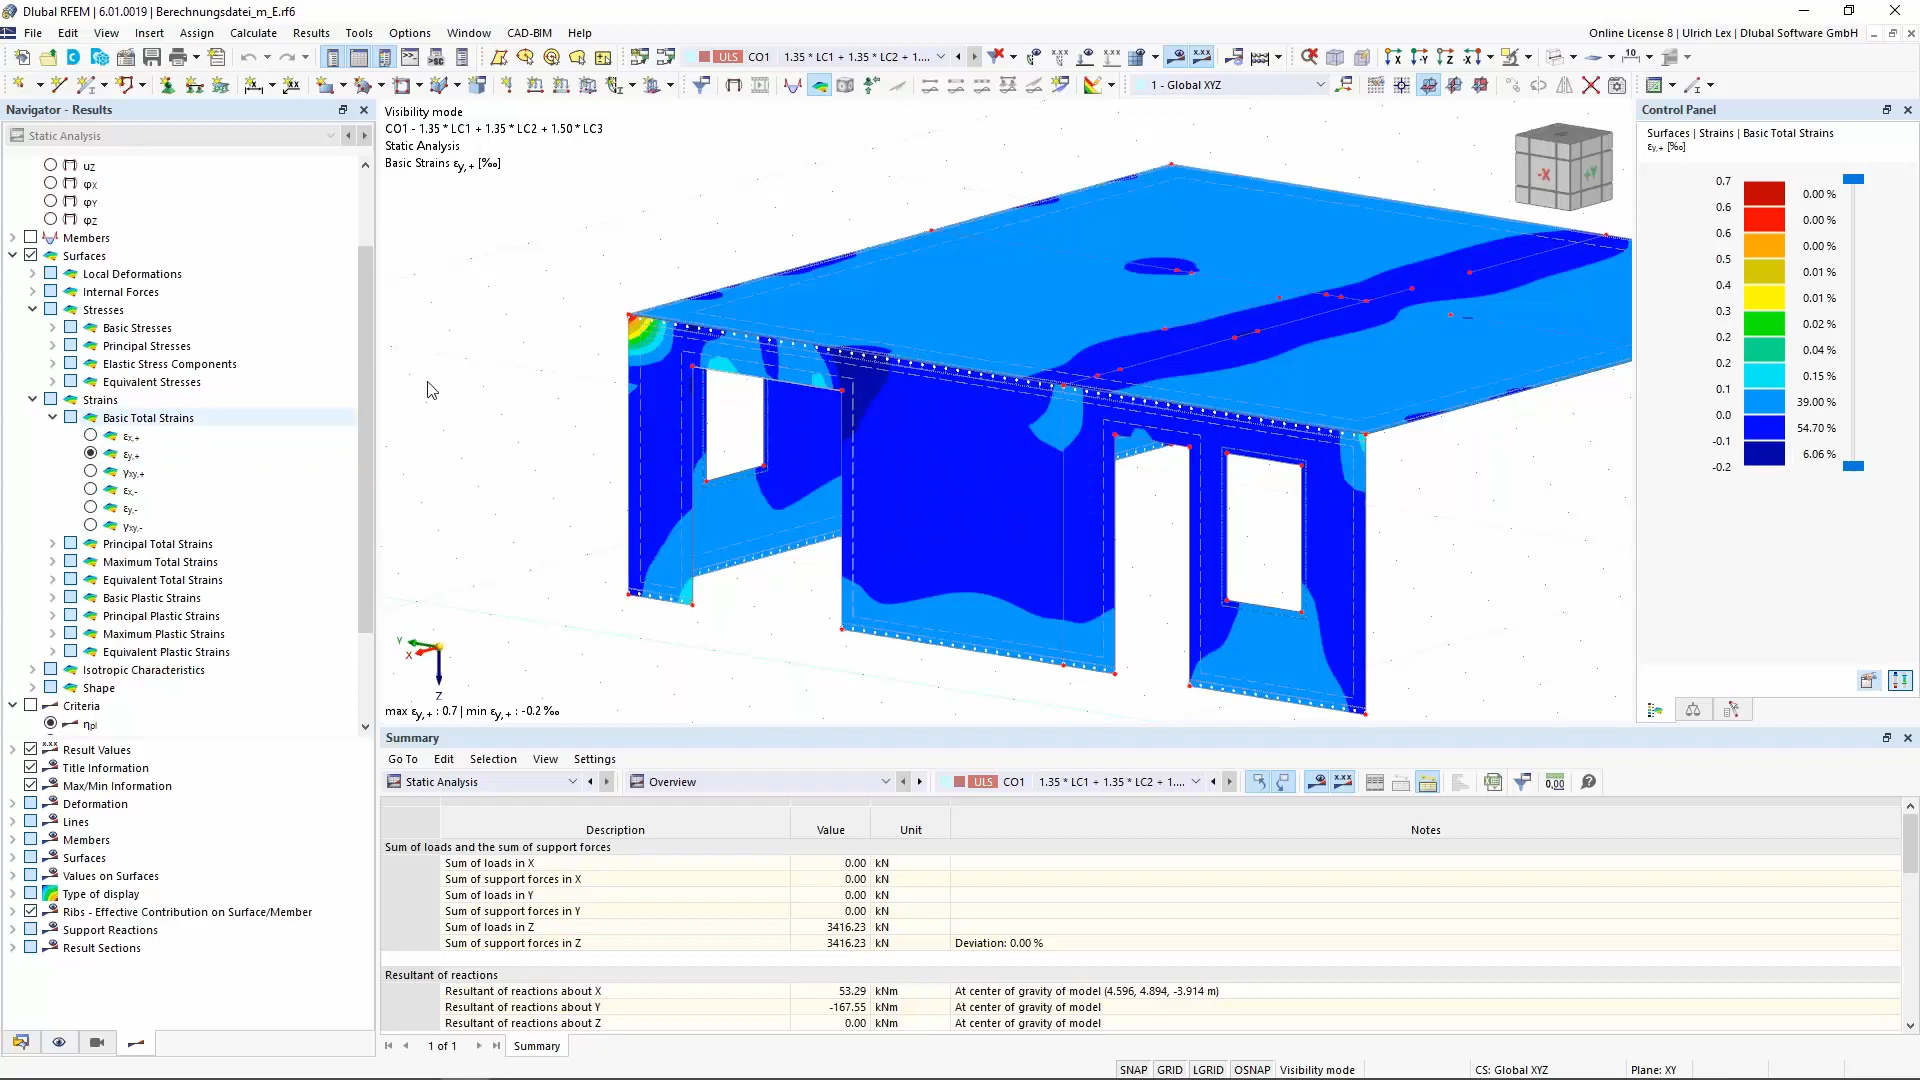 Dlubal RFEM | 6.01.0019 | Berechnungsdatei_m_E.rf6
File Edit View Insert Assign Calculate Results Tools Options Window CAD-BIM Help
Online License 8 | Ulrich Lex | Dlubal Software GmbH
ULS CO1 1.35 * LC1 + 1.35 * LC2 + 1....
1 - Global XYZ
Navigator - Results
Static Analysis
uz
φX
φY
φZ
Members
Surfaces
Local Deformations
Internal Forces
Stresses
Basic Stresses
Principal Stresses
Elastic Stress Components
Equivalent Stresses
Strains
Basic Total Strains
εx,+
εy,+
γxy,+
εx,-
εy,-
γxy,-
Principal Total Strains
Maximum Total Strains
Equivalent Total Strains
Basic Plastic Strains
Principal Plastic Strains
Maximum Plastic Strains
Equivalent Plastic Strains
Isotropic Characteristics
Shape
Criteria
ηpl
Result Values
Title Information
Max/Min Information
Deformation
Lines
Members
Surfaces
Values on Surfaces
Type of display
Ribs - Effective Contribution on Surface/Member
Support Reactions
Result Sections
Visibility mode
CO1 - 1.35 * LC1 + 1.35 * LC2 + 1.50 * LC3
Static Analysis
Basic Strains εy,+ [‰]
-X +Y
Y
X
Z
max εy,+ : 0.7 | min εy,+ : -0.2 ‰
Control Panel
Surfaces | Strains | Basic Total Strains
εy,+ [‰]
0.7
0.00 %
0.6
0.00 %
0.6
0.00 %
0.5
0.01 %
0.4
0.01 %
0.3
0.02 %
0.2
0.04 %
0.2
0.15 %
0.1
39.00 %
0.0
54.70 %
-0.1
6.06 %
-0.2
Summary
Go To Edit Selection View Settings
Static Analysis Overview ULS CO1 1.35 * LC1 + 1.35 * LC2 + 1....
Description Value Unit Notes
Sum of loads and the sum of support forces
Sum of loads in X 0.00 kN
Sum of support forces in X 0.00 kN
Sum of loads in Y 0.00 kN
Sum of support forces in Y 0.00 kN
Sum of loads in Z 3416.23 kN
Sum of support forces in Z 3416.23 kN Deviation: 0.00 %
Resultant of reactions
Resultant of reactions about X 53.29 kNm At center of gravity of model (4.596, 4.894, -3.914 m)
Resultant of reactions about Y -167.55 kNm At center of gravity of model
Resultant of reactions about Z 0.00 kNm At center of gravity of model
1 of 1 Summary
SNAP GRID LGRID OSNAP Visibility mode CS: Global XYZ Plane: XY